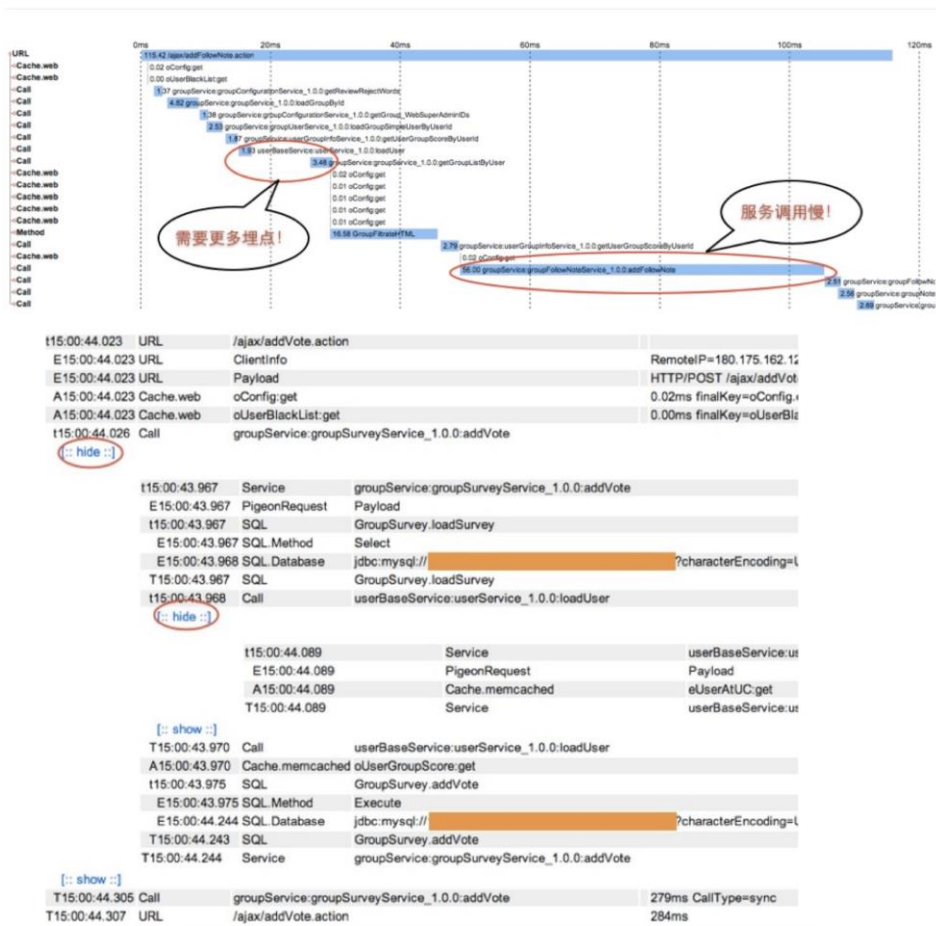 0ms 20ms 40ms 60ms 80ms 100ms 120ms
URL 115.42 /ajax/addFollowNote.action
Cache.web 0.02 oConfig:get
Cache.web 0.00 oUserBlackList:get
Call 1.37 groupService:groupConfigurationService_1.0.0:getReviewRejectWords
Call 4.82 groupService:groupService_1.0.0:loadGroupById
Call 1.38 groupService:groupConfigurationService_1.0.0:getGroup_WebSuperAdminIDs
Call 2.53 groupService:groupUserService_1.0.0:loadGroupSimpleUserByUserId
Call 1.87 groupService:userGroupInfoService_1.0.0:getUserGroupScoreByUserId
Call 1.93 userBaseService:userService_1.0.0:loadUser
Call 3.48 groupService:groupService_1.0.0:getGroupListByUser
Cache.web 0.02 oConfig:get
Cache.web 0.01 oConfig:get
Cache.web 0.01 oConfig:get
Cache.web 0.01 oConfig:get
Cache.web 0.01 oConfig:get
Method 16.58 GroupFiltrateHTML
Call 2.79 groupService:userGroupInfoService_1.0.0:getUserGroupScoreByUserId
Cache.web 0.02 oConfig:get
Call 56.00 groupService:groupFollowNoteService_1.0.0:addFollowNote
Call 2.51 groupService:groupFollowNo
Call 2.56 groupService:groupNote
Call 2.69 groupService:grou
需要更多埋点!
服务调用慢!
t15:00:44.023 URL /ajax/addVote.action
E15:00:44.023 URL ClientInfo RemoteIP=180.175.162.12
E15:00:44.023 URL Payload HTTP/POST /ajax/addVot
A15:00:44.023 Cache.web oConfig:get 0.02ms finalKey=oConfig.
A15:00:44.023 Cache.web oUserBlackList:get 0.00ms finalKey=oUserBla
t15:00:44.026 Call groupService:groupSurveyService_1.0.0:addVote
[:: hide ::]
t15:00:43.967 Service groupService:groupSurveyService_1.0.0:addVote
E15:00:43.967 PigeonRequest Payload
t15:00:43.967 SQL GroupSurvey.loadSurvey
E15:00:43.967 SQL.Method Select
E15:00:43.968 SQL.Database jdbc:mysql:// ?characterEncoding=U
T15:00:43.967 SQL GroupSurvey.loadSurvey
t15:00:43.968 Call userBaseService:userService_1.0.0:loadUser
[:: hide ::]
t15:00:44.089 Service userBaseService:us
E15:00:44.089 PigeonRequest Payload
A15:00:44.089 Cache.memcached eUserAtUC:get
T15:00:44.089 Service userBaseService:us
[:: show ::]
T15:00:43.970 Call userBaseService:userService_1.0.0:loadUser
A15:00:43.970 Cache.memcached oUserGroupScore:get
t15:00:43.975 SQL GroupSurvey.addVote
E15:00:43.975 SQL.Method Execute
E15:00:44.244 SQL.Database jdbc:mysql:// ?characterEncoding=U
T15:00:44.243 SQL GroupSurvey.addVote
T15:00:44.244 Service groupService:groupSurveyService_1.0.0:addVote
[:: show ::]
T15:00:44.305 Call groupService:groupSurveyService_1.0.0:addVote 279ms CallType=sync
T15:00:44.307 URL /ajax/addVote.action 284ms